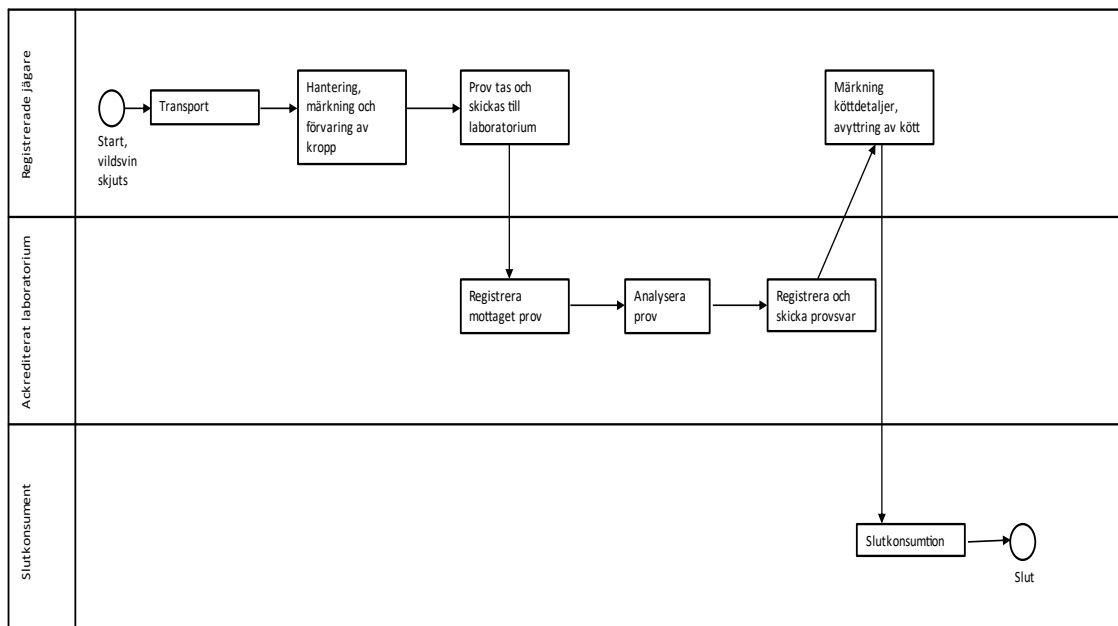 Registrerade jägare
Start,
vildsvin
skjuts
Transport
Hantering,
märkning och
förvaring av
kropp
Prov tas och
skickas till
laboratorium
Märkning
köttdetaljer,
avyttring av kött
Ackrediterat laboratorium
Registrera
mottaget prov
Analysera
prov
Registrera och
skicka provsvar
Slutkonsument
Slutkonsumtion
Slut